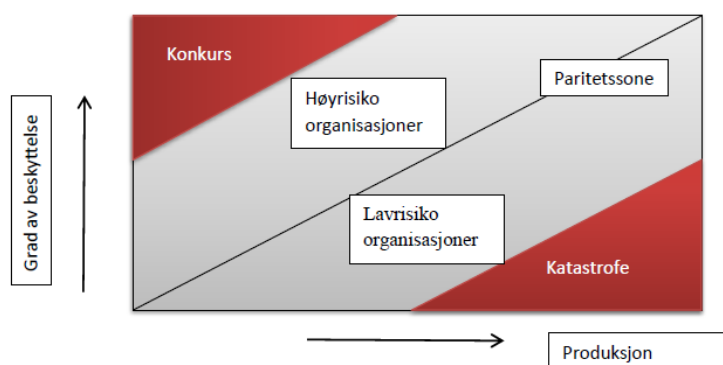 Konkurs
Paritetssone
Høyrisiko
organisasjoner
Grad av beskyttelse
Lavrisiko
organisasjoner
Katastrofe
Produksjon